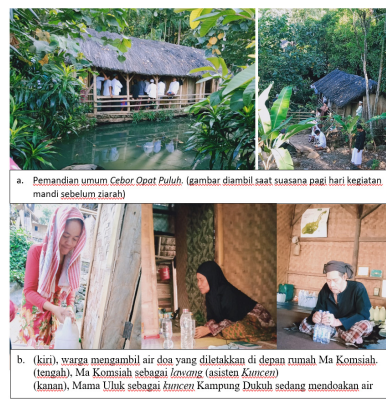 a. Pemandian umum Cebor Opat Puluh. (gambar diambil saat suasana pagi hari kegiatan
mandi sebelum ziarah)
b. (kiri), warga mengambil air doa yang diletakkan di depan rumah Ma Komsiah.
(tengah), Ma Komsiah sebagai lawang (asisten Kuncen)
(kanan), Mama Uluk sebagai kuncen Kampung Dukuh sedang mendoakan air